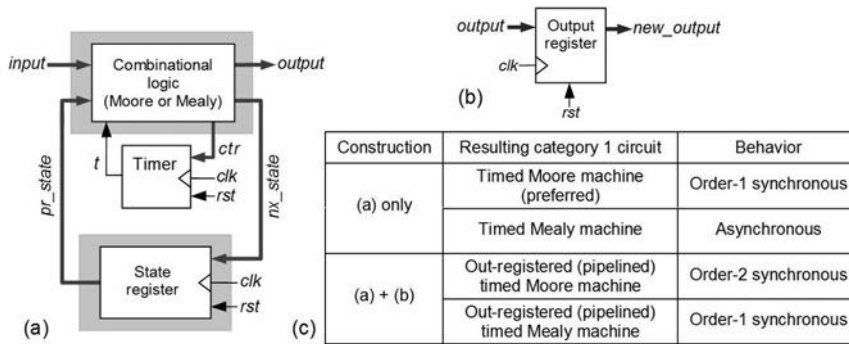 input
Combinational
logic
(Moore or Mealy)
output
t
Timer
ctr
clk
rst
pr_state
nx_state
State
register
clk
rst
(a)
output
Output
register
new_output
clk
rst
(b)
Construction
Resulting category 1 circuit
Behavior
(a) only
Timed Moore machine
(preferred)
Order-1 synchronous
Timed Mealy machine
Asynchronous
(a) + (b)
Out-registered (pipelined)
timed Moore machine
Order-2 synchronous
Out-registered (pipelined)
timed Mealy machine
Order-1 synchronous
(c)